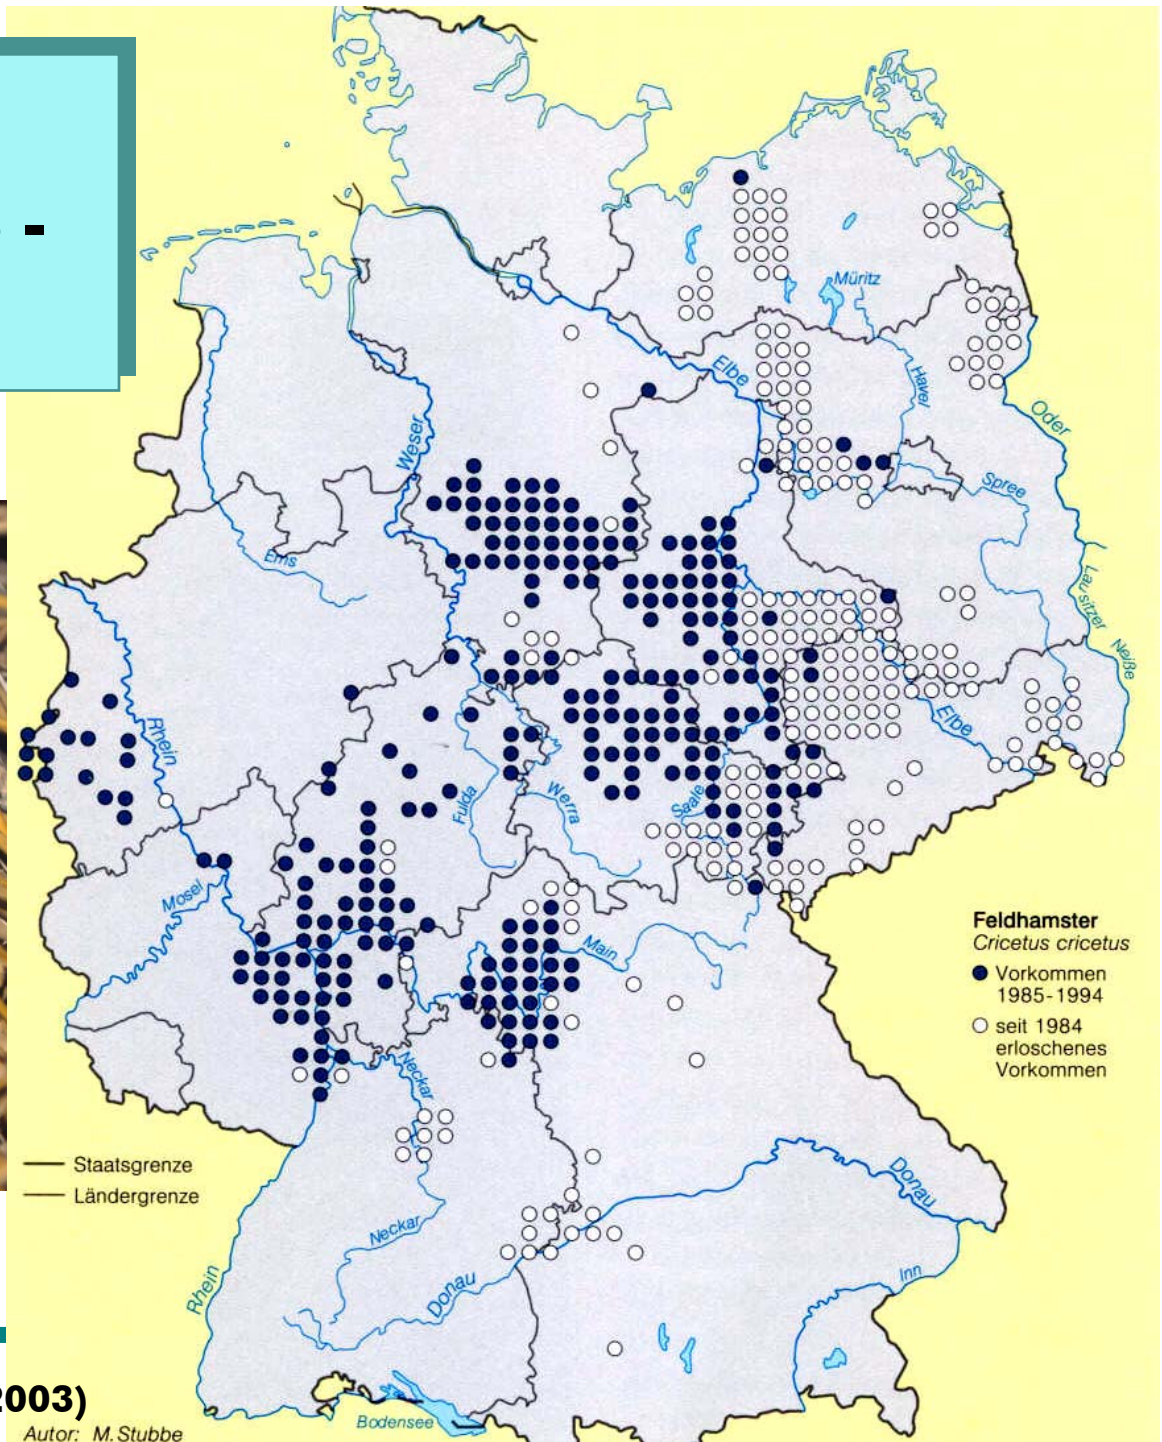 -
Müritz
Elbe
Havel
Oder
Weser
Spree
Ems
Lausitzer Neiße
Rhein
Elbe
Fulda
Werra
Saale
Mosel
Main
Feldhamster
Cricetus cricetus
Vorkommen
1985-1994
seit 1984
erloschenes
Vorkommen
Neckar
Staatsgrenze
Ländergrenze
Donau
Neckar
Rhein
Donau
Inn
2003)
Bodensee
Autor: M. Stubbe